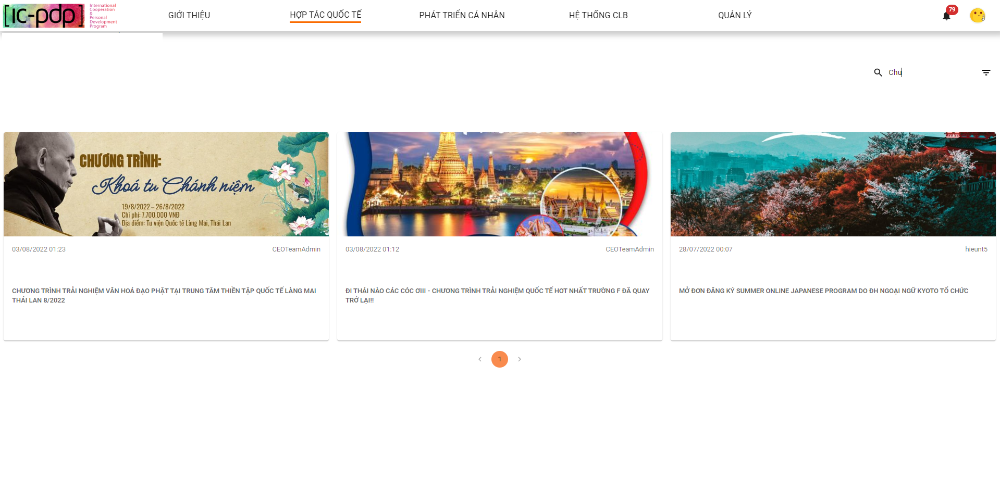 [ic-pdp]
International
Cooperation
&
Personal
Development
Program
GIỚI THIỆU
HỢP TÁC QUỐC TẾ
PHÁT TRIỂN CÁ NHÂN
HỆ THỐNG CLB
QUẢN LÝ
79
Chu
CHƯƠNG TRÌNH:
Khoá tu Chánh niệm
19/8/2022 – 26/8/2022
Chi phí: 7.700.000 VNĐ
Địa điểm: Tu viện Quốc tế Làng Mai, Thái Lan
03/08/2022 01:23
CEOTeamAdmin
CHƯƠNG TRÌNH TRẢI NGHIỆM VĂN HOÁ ĐẠO PHẬT TẠI TRUNG TÂM THIỀN TẬP QUỐC TẾ LÀNG MAI
THÁI LAN 8/2022
03/08/2022 01:12
CEOTeamAdmin
ĐI THÁI NÀO CÁC CÓC ƠIII - CHƯƠNG TRÌNH TRẢI NGHIỆM QUỐC TẾ HOT NHẤT TRƯỜNG F ĐÃ QUAY
TRỞ LẠI!!
28/07/2022 00:07
hieunt5
MỞ ĐƠN ĐĂNG KÝ SUMMER ONLINE JAPANESE PROGRAM DO ĐH NGOẠI NGỮ KYOTO TỔ CHỨC
1